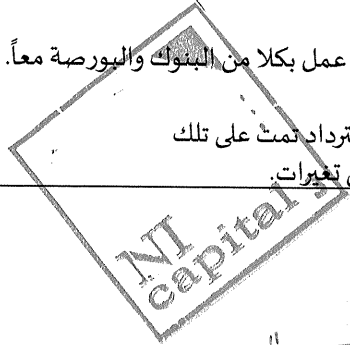 عمل بكلا من البنوك والبورصة معاً.
ترداد تمت على تلك
تغيرات.
NI
capital